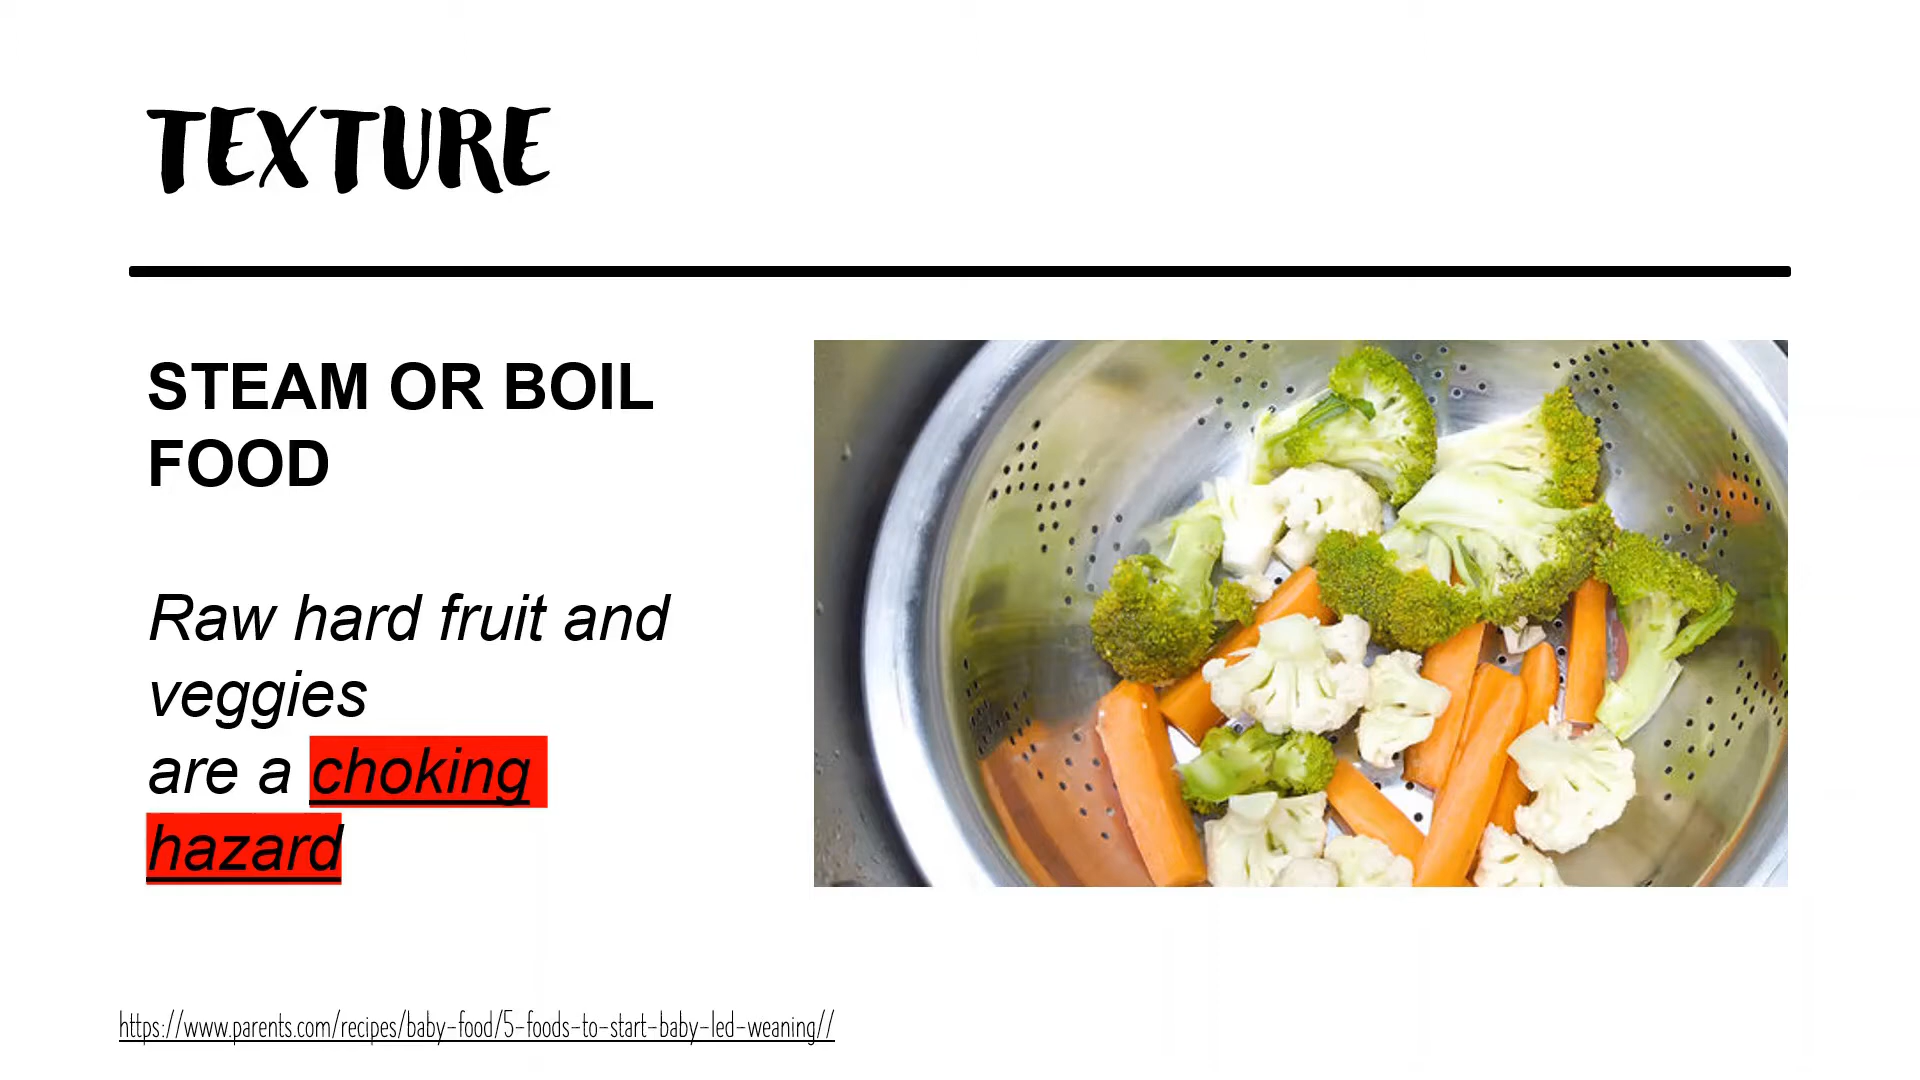 TEXTURE
STEAM OR BOIL
FOOD
Raw hard fruit and
veggies
are a choking
hazard
https://www.parents.com/recipes/baby-food/5-foods-to-start-baby-led-weaning//